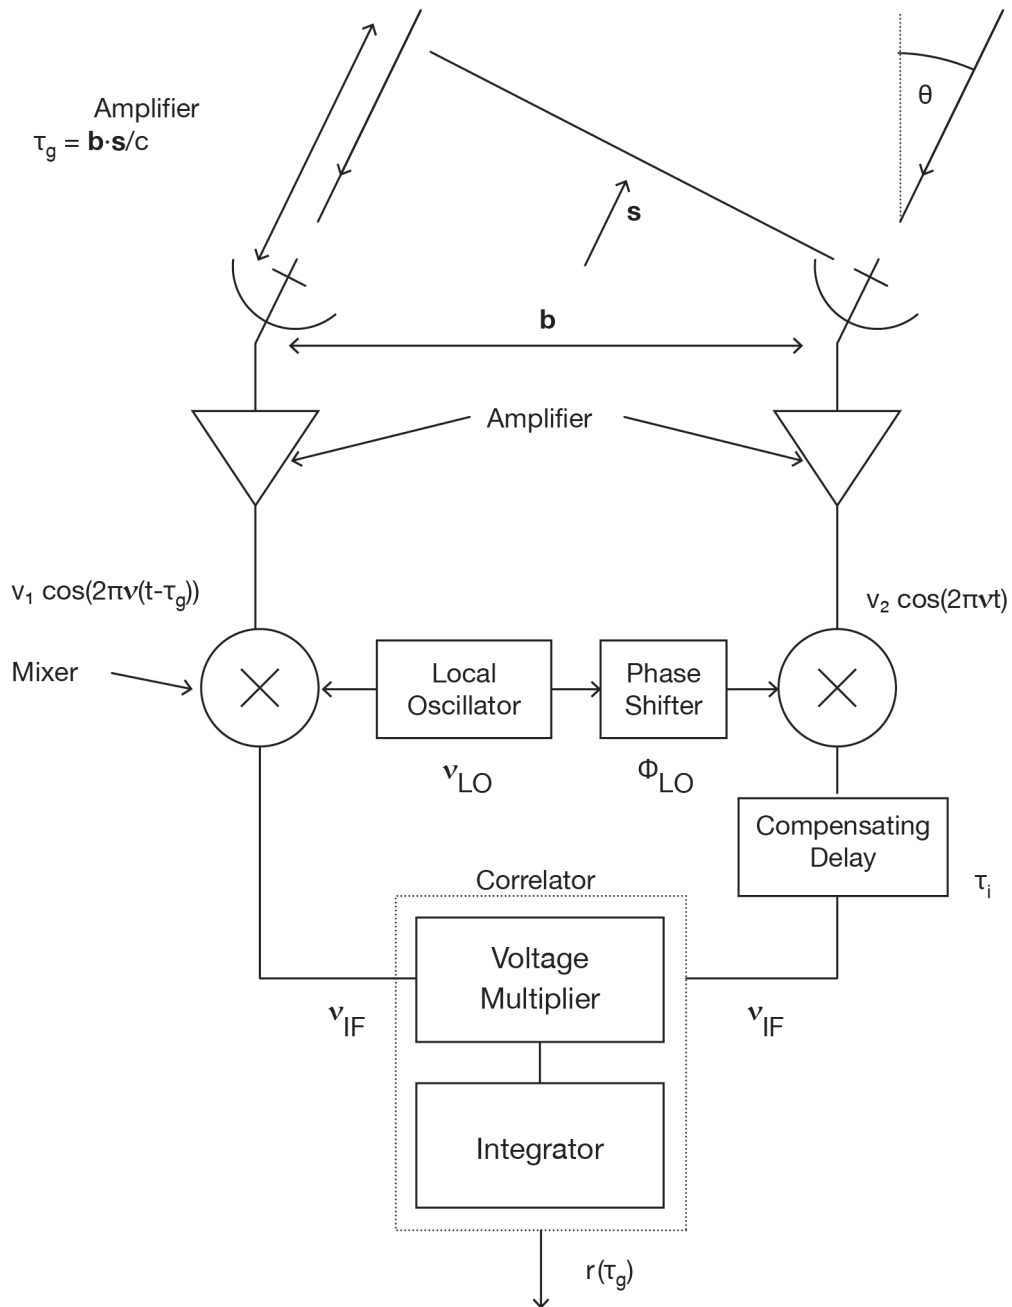 θ
Amplifier
τg = b·s/c
s
b
Amplifier
v₁ cos(2πν(t-τg))
v₂ cos(2πνt)
Mixer
Local
Oscillator
Phase
Shifter
νLO
ΦLO
Compensating
Delay
τi
Correlator
Voltage
Multiplier
νIF
νIF
Integrator
r(τg)